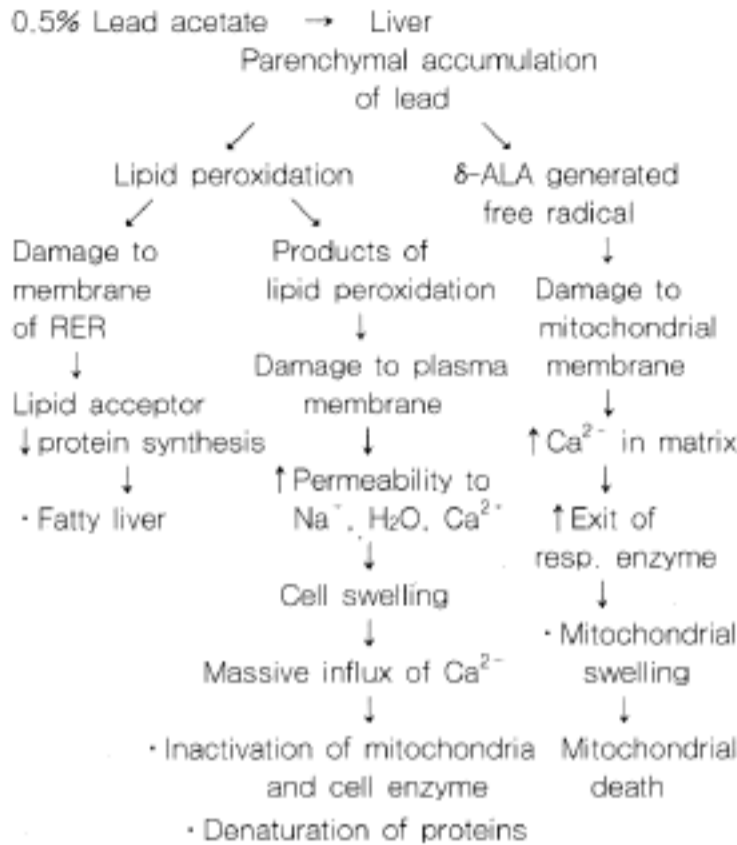 0.5% Lead acetate → Liver
Parenchymal accumulation
of lead
Lipid peroxidation
δ-ALA generated
free radical
Damage to
membrane
of RER
Lipid acceptor
↓protein synthesis
· Fatty liver
Products of
lipid peroxidation
Damage to plasma
membrane
↑Permeability to
Na⁻, H₂O, Ca²⁺
Cell swelling
Massive influx of Ca²⁻
· Inactivation of mitochondria
and cell enzyme
· Denaturation of proteins
Damage to
mitochondrial
membrane
↑Ca²⁻ in matrix
↑Exit of
resp. enzyme
· Mitochondrial
swelling
Mitochondrial
death